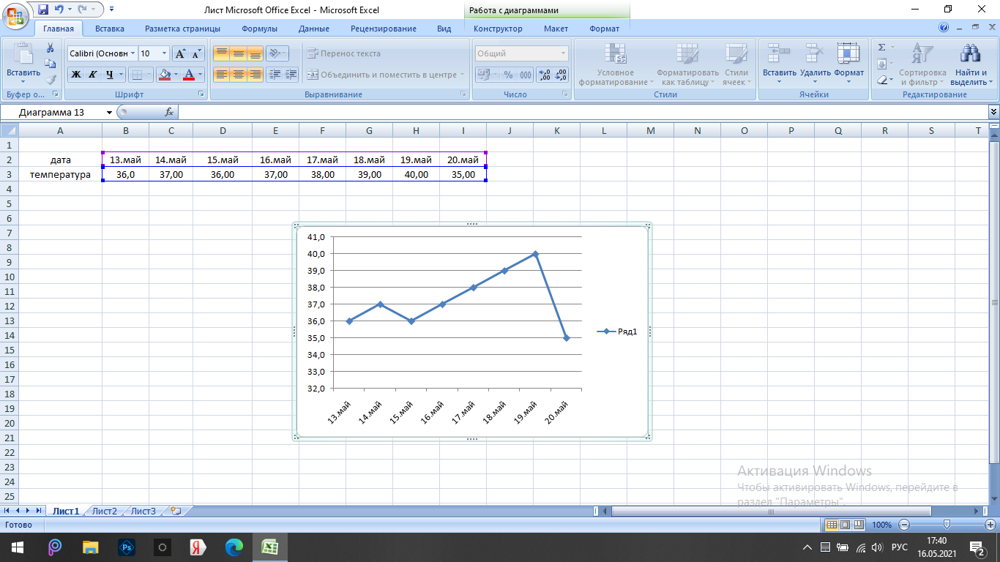 Лист Microsoft Office Excel - Microsoft Excel
Работа с диаграммами
Главная Вставка Разметка страницы Формулы Данные Рецензирование Вид Конструктор Макет Формат
Вставить
Буфер о...
Calibri (Основн 10
Ж К Ч
Шрифт
Перенос текста
Объединить и поместить в центре
Выравнивание
Общий
% 000
Число
Условное форматирование
Форматировать как таблицу
Стили ячеек
Стили
Вставить Удалить Формат
Ячейки
Σ
Сортировка и фильтр
Найти и выделить
Редактирование
Диаграмма 13
fx
A B C D E F G H I J K L M N O P Q R S T
1
2 дата 13.май 14.май 15.май 16.май 17.май 18.май 19.май 20.май
3 температура 36,0 37,00 36,00 37,00 38,00 39,00 40,00 35,00
4
5
6
7
8
9
10
11
12
13
14
15
16
17
18
19
20
21
22
23
24
25
41,0
40,0
39,0
38,0
37,0
36,0
35,0
34,0
33,0
32,0
13.май 14.май 15.май 16.май 17.май 18.май 19.май 20.май
Ряд1
Активация Windows
Чтобы активировать Windows, перейдите в
раздел "Параметры".
Лист1 Лист2 Лист3
Готово
100%
РУС
17:40
16.05.2021
2